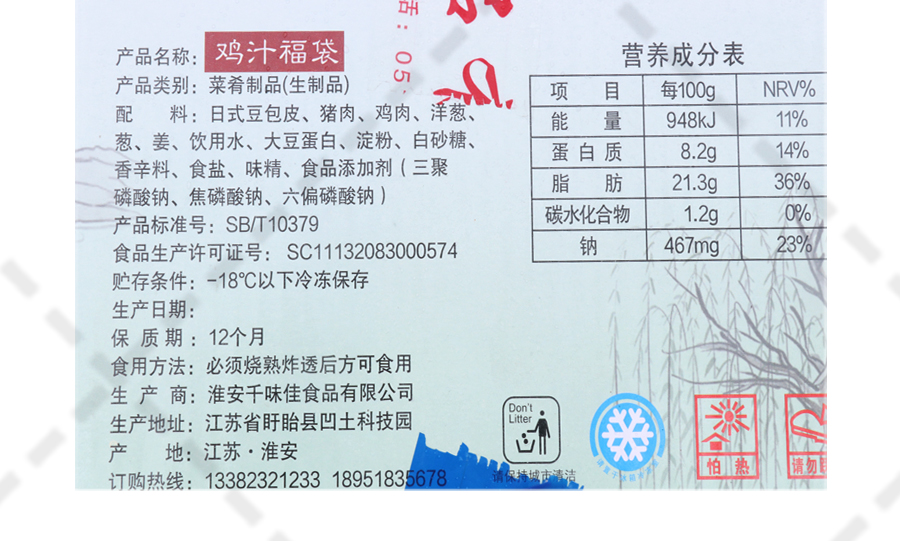 话：05
产品名称：鸡汁福袋
产品类别：菜肴制品(生制品)
配 料：日式豆包皮、猪肉、鸡肉、洋葱、
葱、姜、饮用水、大豆蛋白、淀粉、白砂糖、
香辛料、食盐、味精、食品添加剂（三聚
磷酸钠、焦磷酸钠、六偏磷酸钠）
产品标准号：SB/T10379
食品生产许可证号：SC11132083000574
贮存条件：-18℃以下冷冻保存
生产日期：
保质期：12个月
食用方法：必须烧熟炸透后方可食用
生产商：淮安千味佳食品有限公司
生产地址：江苏省盱眙县凹土科技园
产 地：江苏·淮安
订购热线：13382321233 18951835678
营养成分表
项 目 每100g NRV%
能 量 948kJ 11%
蛋白质 8.2g 14%
脂 肪 21.3g 36%
碳水化合物 1.2g 0%
钠 467mg 23%
Don't
Litter
请保持城市清洁
怕热
请勿